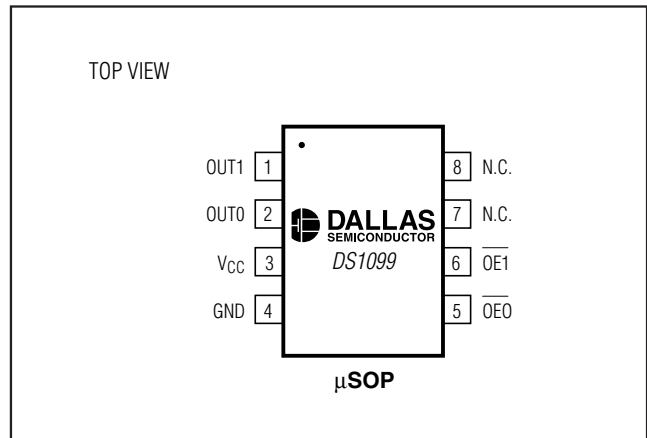 TOP VIEW
OUT1 1
8 N.C.
OUT0 2
7 N.C.
DALLAS
SEMICONDUCTOR
VCC 3
DS1099
6 OE1
GND 4
5 OE0
μSOP